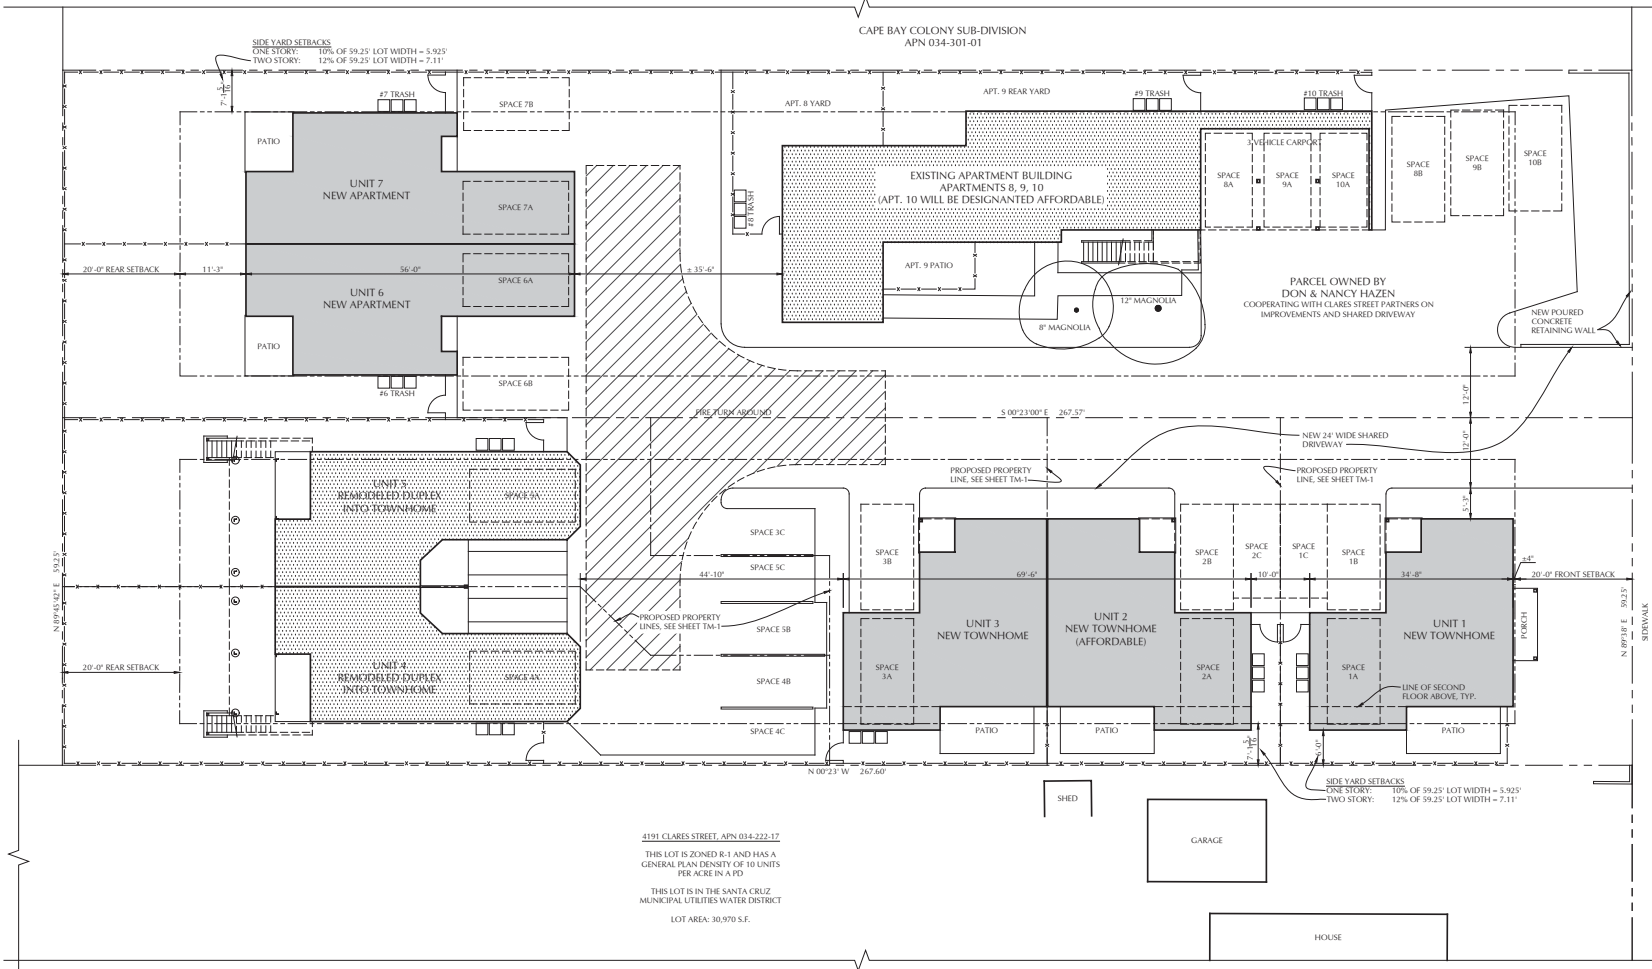 CAPE BAY COLONY SUB-DIVISION
APN 034-301-01
SIDE YARD SETBACKS
ONE STORY: 10% OF 59.25' LOT WIDTH = 5.925'
TWO STORY: 12% OF 59.25' LOT WIDTH = 7.11'
7'-1 5/16"
#7 TRASH
SPACE 7B
PATIO
UNIT 7
NEW APARTMENT
SPACE 7A
20'-0" REAR SETBACK
11'-3"
56'-0"
± 35'-6"
SPACE 6A
UNIT 6
NEW APARTMENT
PATIO
SPACE 6B
#6 TRASH
APT. 8 YARD
APT. 9 REAR YARD
#9 TRASH
#10 TRASH
#8 TRASH
EXISTING APARTMENT BUILDING
APARTMENTS 8, 9, 10
(APT. 10 WILL BE DESIGNANTED AFFORDABLE)
3 VEHICLE CARPORT
SPACE
8A
SPACE
9A
SPACE
10A
SPACE
8B
SPACE
9B
SPACE
10B
APT. 9 PATIO
8" MAGNOLIA
12" MAGNOLIA
PARCEL OWNED BY
DON & NANCY HAZEN
COOPERATING WITH CLARES STREET PARTNERS ON
IMPROVEMENTS AND SHARED DRIVEWAY
NEW POURED
CONCRETE
RETAINING WALL
12'-0"
12'-0"
5'-3"
FIRE TURN AROUND
S 00°23'00" E 267.57'
NEW 24' WIDE SHARED
DRIVEWAY
PROPOSED PROPERTY
LINE, SEE SHEET TM-1
PROPOSED PROPERTY
LINE, SEE SHEET TM-1
UNIT 5
REMODELED DUPLEX
INTO TOWNHOME
SPACE 5A
N 89°45'42" E 59.25'
20'-0" REAR SETBACK
UNIT 4
REMODELED DUPLEX
INTO TOWNHOME
SPACE 4A
44'-10"
PROPOSED PROPERTY
LINES, SEE SHEET TM-1
SPACE 3C
SPACE 5C
SPACE 5B
SPACE 4B
SPACE 4C
SPACE
3B
69'-6"
SPACE
2B
SPACE
2C
SPACE
1C
SPACE
1B
10'-0"
34'-8"
±4"
20'-0" FRONT SETBACK
UNIT 3
NEW TOWNHOME
UNIT 2
NEW TOWNHOME
(AFFORDABLE)
UNIT 1
NEW TOWNHOME
SPACE
3A
SPACE
2A
SPACE
1A
LINE OF SECOND
FLOOR ABOVE, TYP.
PORCH
N 89°38' E 59.25'
SIDEWALK
PATIO
PATIO
PATIO
7'-1 5/16"
6'-0"
N 00°23' W 267.60'
SIDE YARD SETBACKS
ONE STORY: 10% OF 59.25' LOT WIDTH = 5.925'
TWO STORY: 12% OF 59.25' LOT WIDTH = 7.11'
SHED
GARAGE
HOUSE
4191 CLARES STREET, APN 034-222-17
THIS LOT IS ZONED R-1 AND HAS A
GENERAL PLAN DENSITY OF 10 UNITS
PER ACRE IN A PD
THIS LOT IS IN THE SANTA CRUZ
MUNICIPAL UTILITIES WATER DISTRICT
LOT AREA: 30,970 S.F.